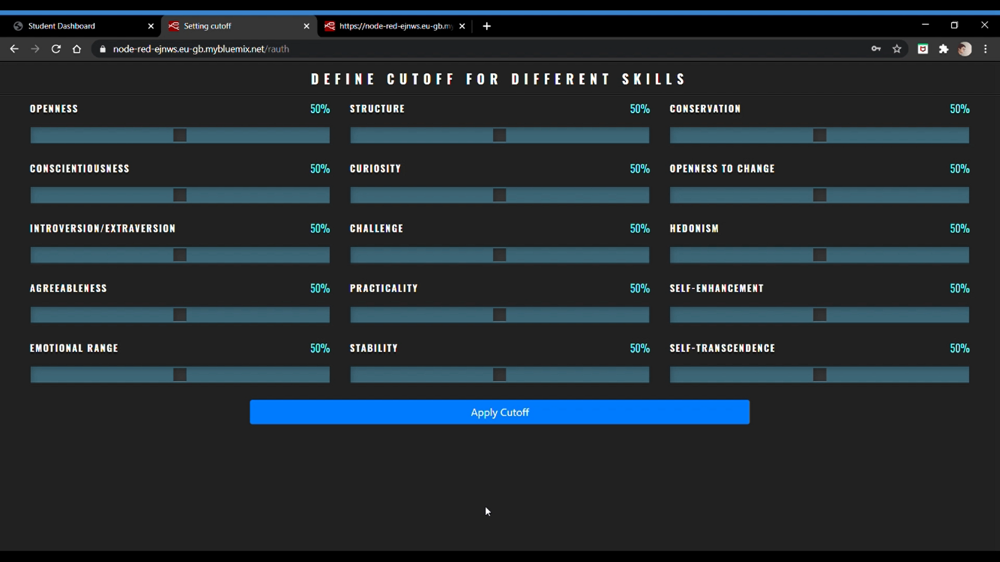 Student Dashboard
Setting cutoff
https://node-red-ejnws.eu-gb.my
node-red-ejnws.eu-gb.mybluemix.net/rauth
DEFINE CUTOFF FOR DIFFERENT SKILLS
OPENNESS 50% STRUCTURE 50% CONSERVATION 50%
CONSCIENTIOUSNESS 50% CURIOSITY 50% OPENNESS TO CHANGE 50%
INTROVERSION/EXTRAVERSION 50% CHALLENGE 50% HEDONISM 50%
AGREEABLENESS 50% PRACTICALITY 50% SELF-ENHANCEMENT 50%
EMOTIONAL RANGE 50% STABILITY 50% SELF-TRANSCENDENCE 50%
Apply Cutoff